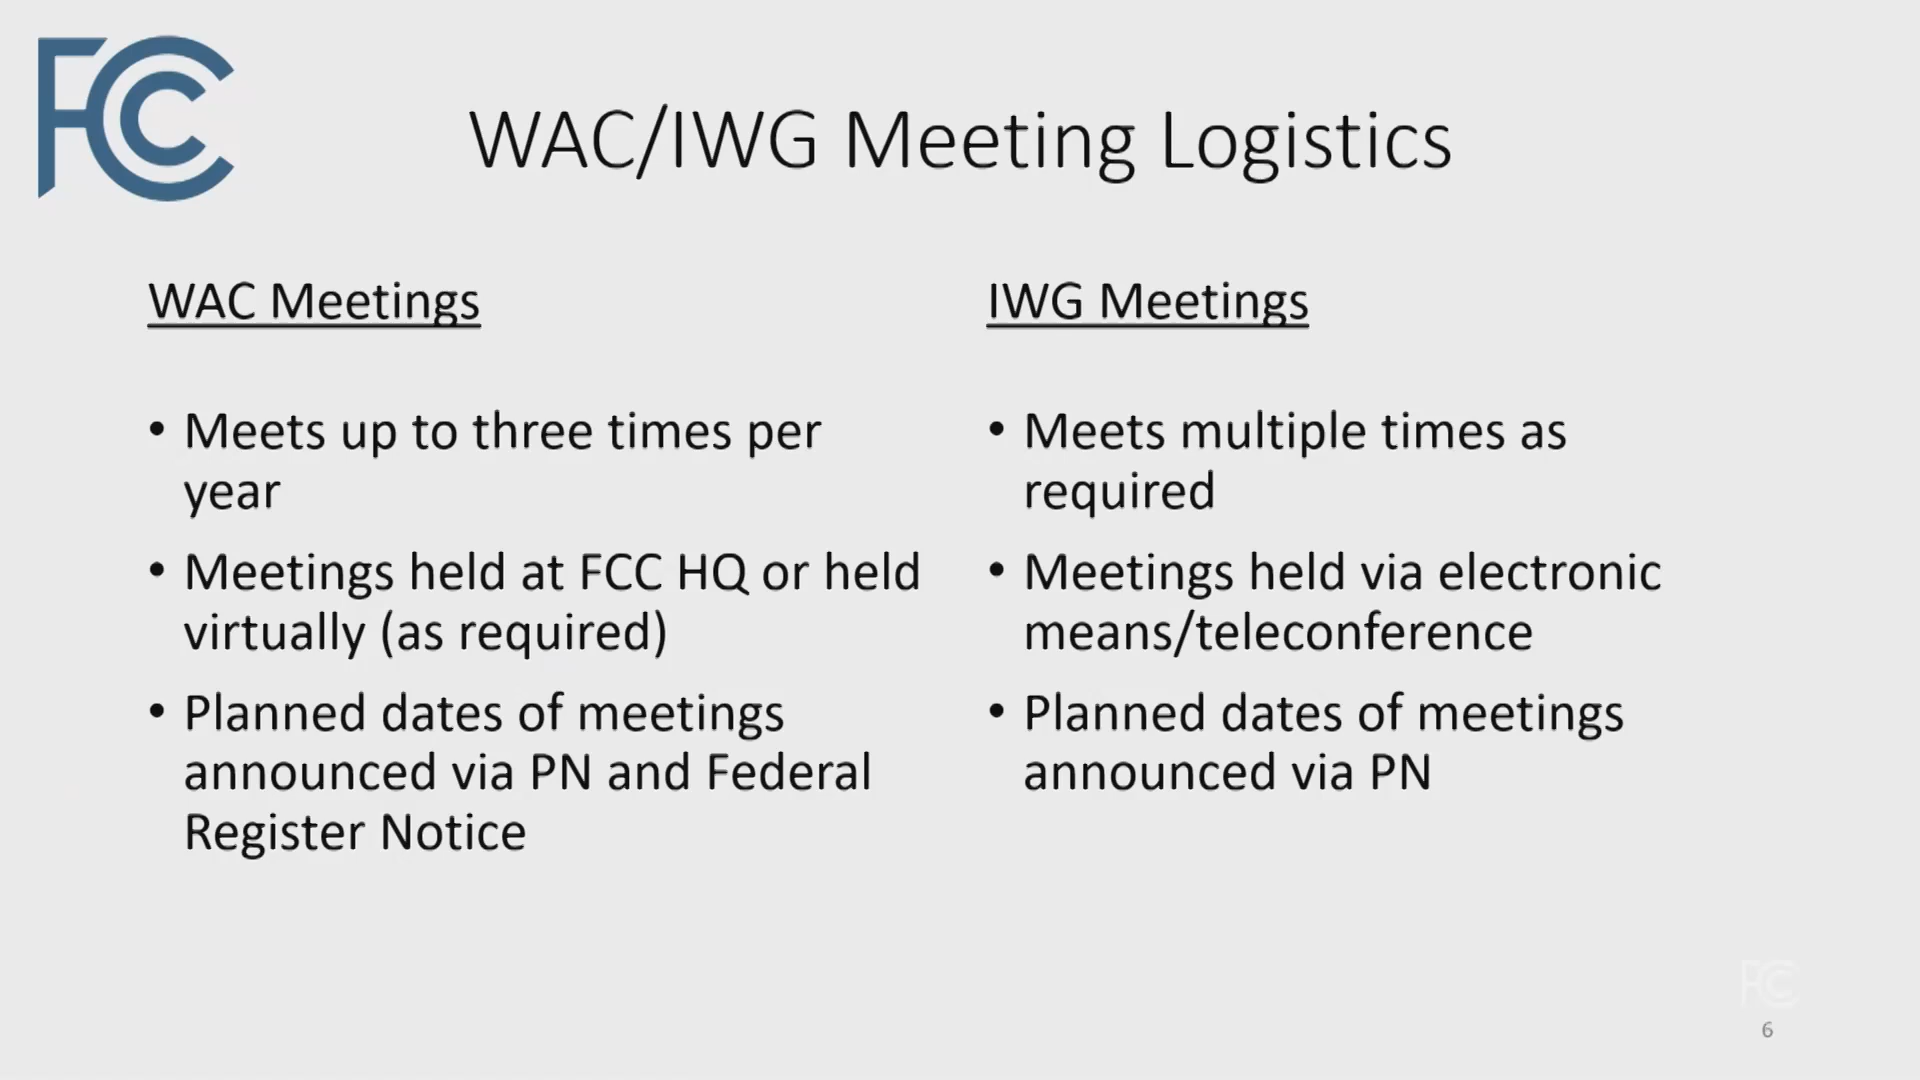 FCC
WAC/IWG Meeting Logistics
WAC Meetings
• Meets up to three times per
year
• Meetings held at FCC HQ or held
virtually (as required)
• Planned dates of meetings
announced via PN and Federal
Register Notice
IWG Meetings
• Meets multiple times as
required
• Meetings held via electronic
means/teleconference
• Planned dates of meetings
announced via PN
FCC
6